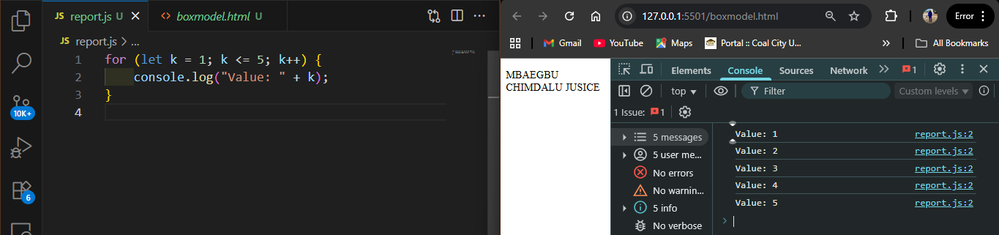 JS report.js U
<> boxmodel.html U
JS report.js > ...
1 for (let k = 1; k <= 5; k++) {
2 console.log("Value: " + k);
3 }
4
10K+
6
127.0.0.1:5501/boxmodel.html
Error
Gmail
YouTube
Maps
Portal :: Coal City U...
All Bookmarks
MBAEGBU
CHIMDALU JUSICE
Elements Console Sources Network 1
top Filter Custom levels
1 Issue: 1
5 messages
5 user me...
No errors
No warnin...
5 info
No verbose
Value: 1 report.js:2
Value: 2 report.js:2
Value: 3 report.js:2
Value: 4 report.js:2
Value: 5 report.js:2